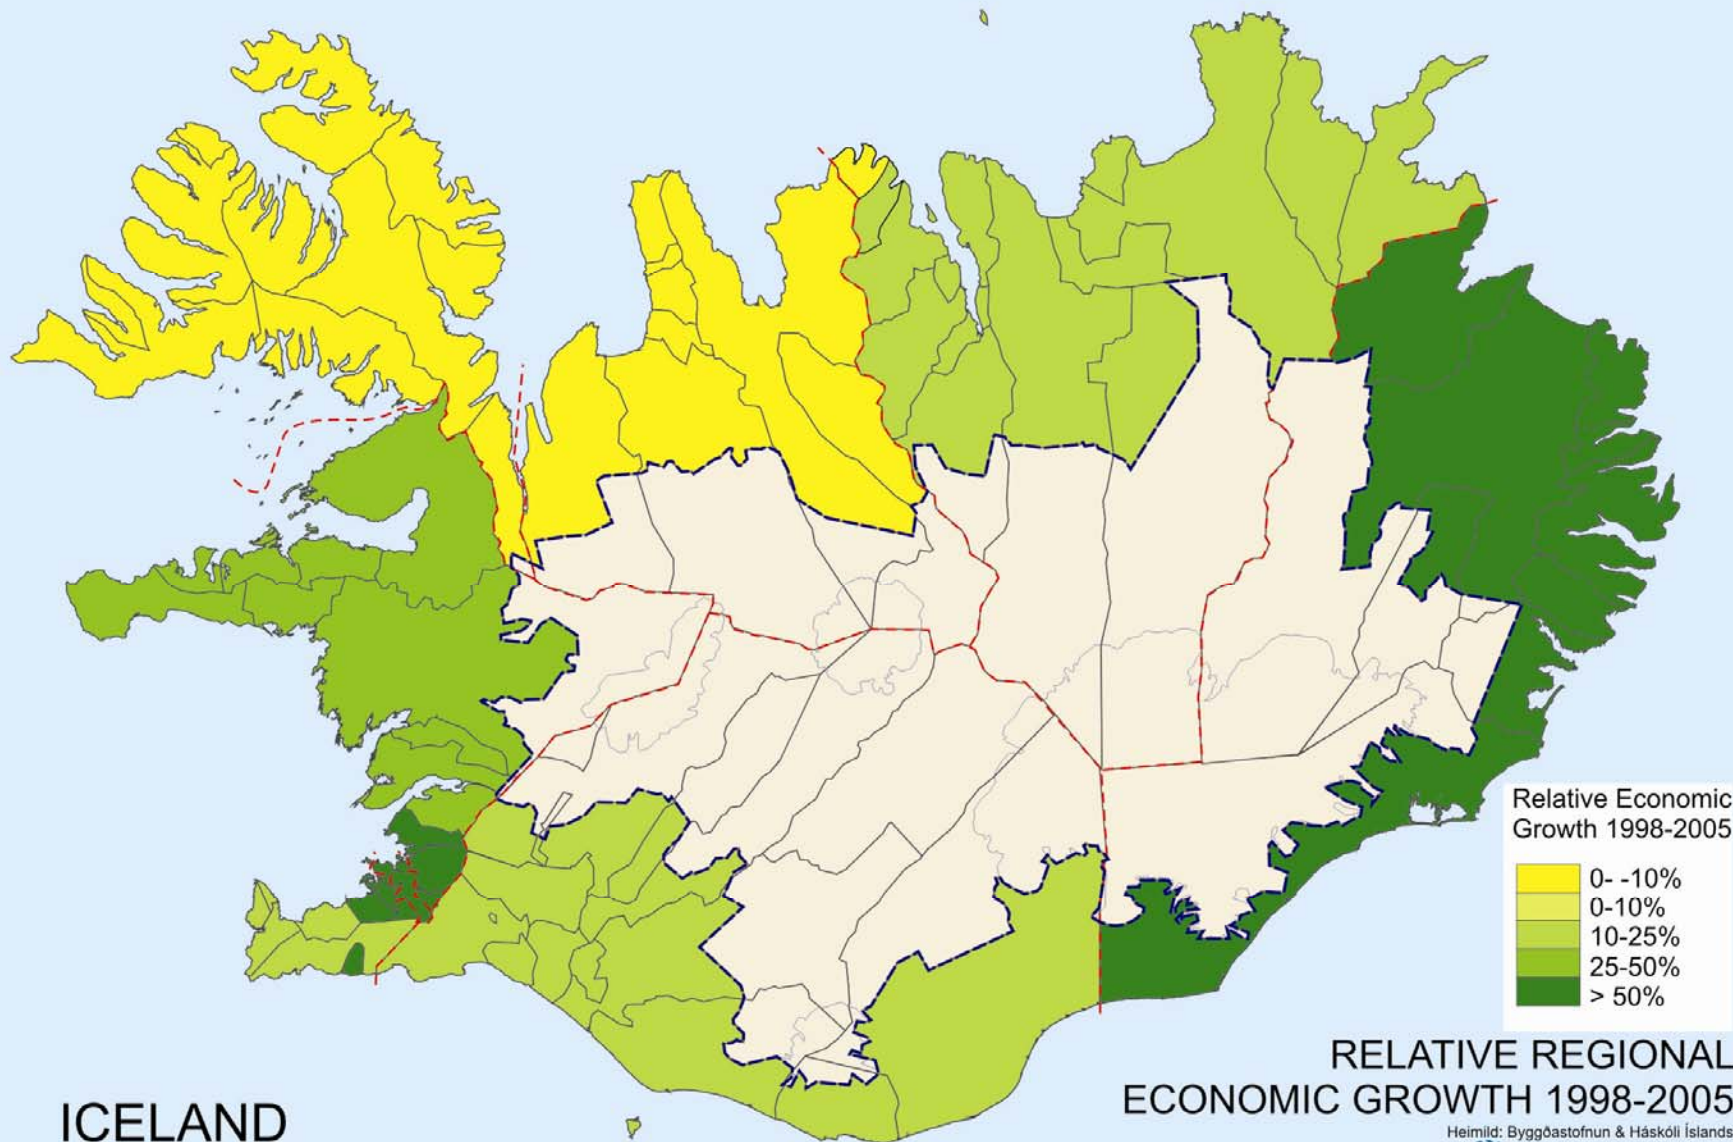 Relative Economic
Growth 1998-2005
0- -10%
0-10%
10-25%
25-50%
> 50%
RELATIVE REGIONAL
ECONOMIC GROWTH 1998-2005
Heimild: Byggðastofnun & Háskóli Íslands
ICELAND